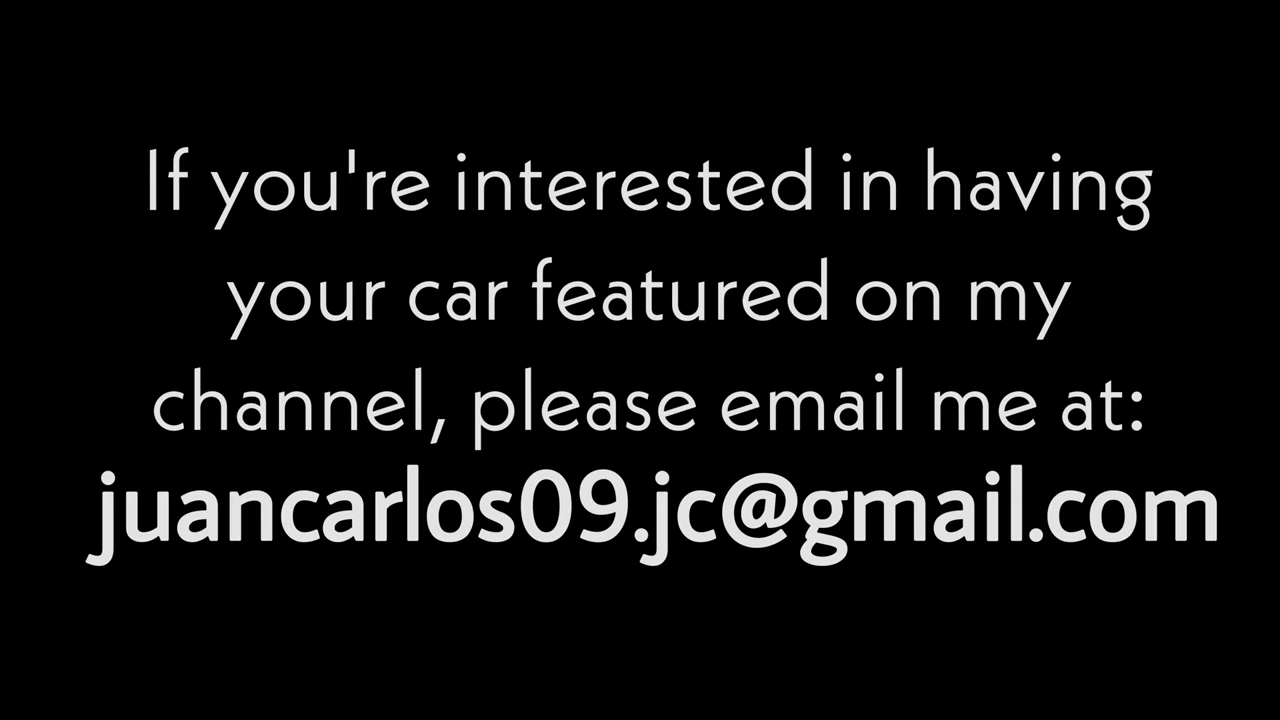 If you're interested in having
your car featured on my
channel, please email me at:
juancarlos09.jc@gmail.com